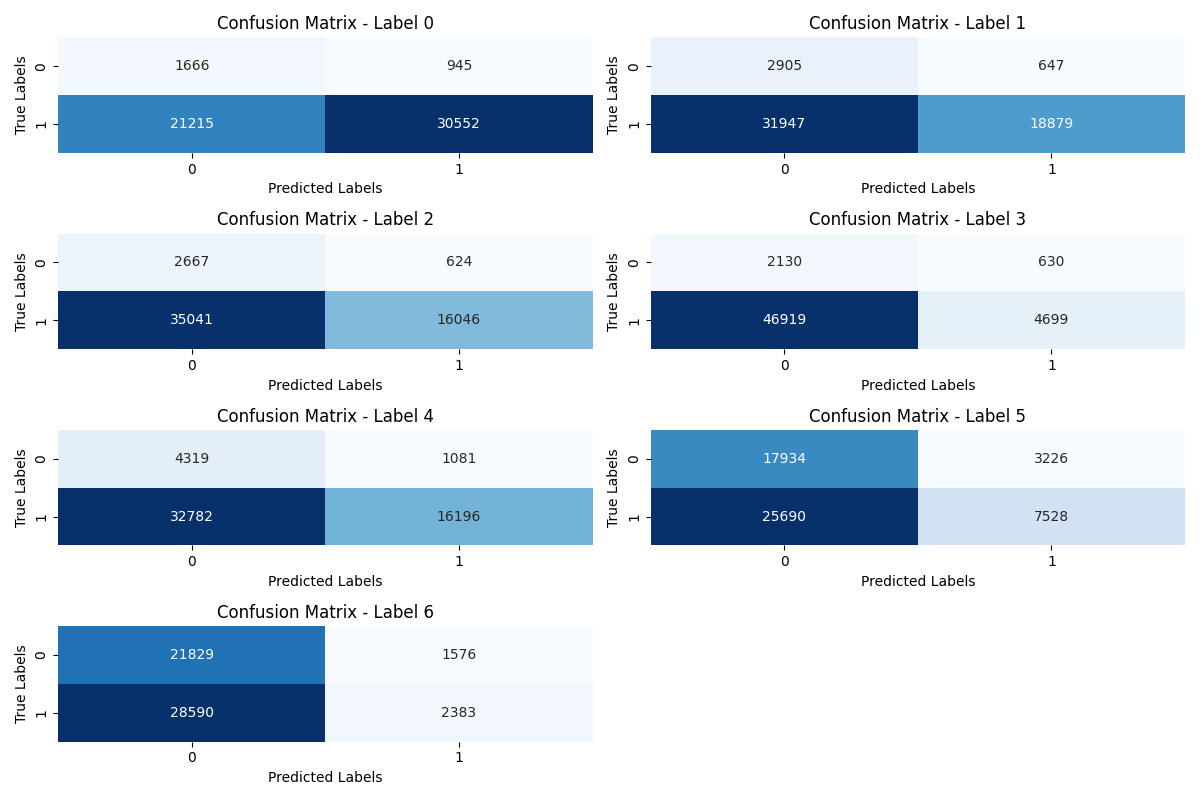 Confusion Matrix - Label 0
True Labels
0
1666
945
1
21215
30552
0
1
Predicted Labels
Confusion Matrix - Label 1
True Labels
0
2905
647
1
31947
18879
0
1
Predicted Labels
Confusion Matrix - Label 2
True Labels
0
2667
624
1
35041
16046
0
1
Predicted Labels
Confusion Matrix - Label 3
True Labels
0
2130
630
1
46919
4699
0
1
Predicted Labels
Confusion Matrix - Label 4
True Labels
0
4319
1081
1
32782
16196
0
1
Predicted Labels
Confusion Matrix - Label 5
True Labels
0
17934
3226
1
25690
7528
0
1
Predicted Labels
Confusion Matrix - Label 6
True Labels
0
21829
1576
1
28590
2383
0
1
Predicted Labels